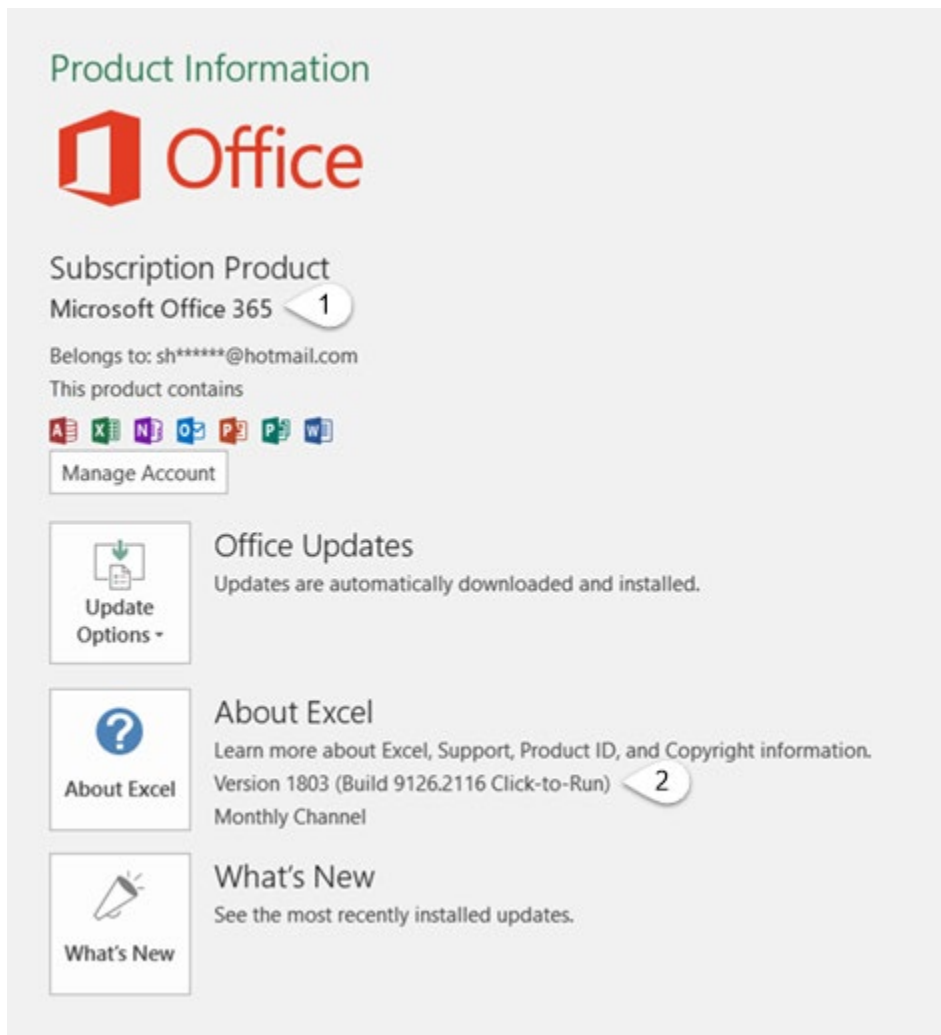 Product Information
Office
Subscription Product
Microsoft Office 365
1
Belongs to: sh******@hotmail.com
This product contains
A X N O P P W
Manage Account
Update
Options
Office Updates
Updates are automatically downloaded and installed.
?
About Excel
About Excel
Learn more about Excel, Support, Product ID, and Copyright information.
Version 1803 (Build 9126.2116 Click-to-Run)
2
Monthly Channel
What's New
What's New
See the most recently installed updates.